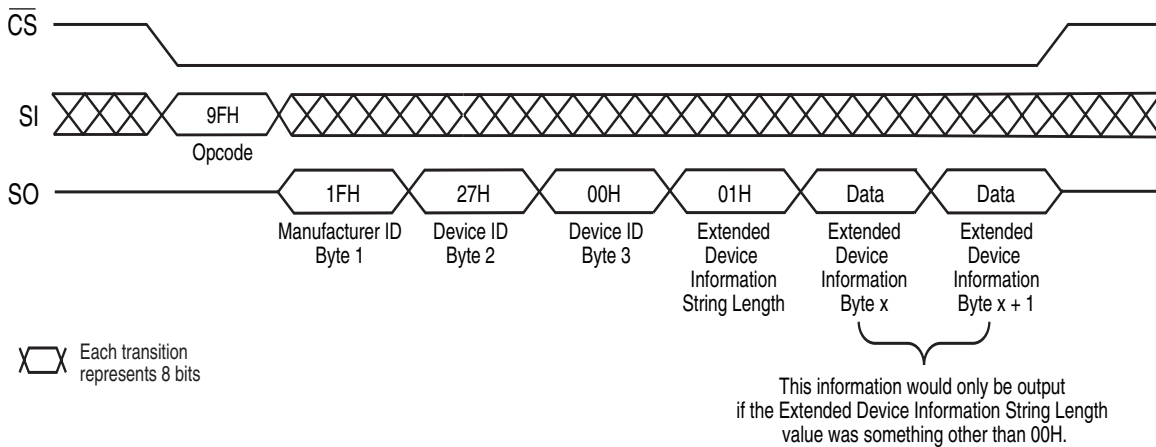 CS
SI
9FH
Opcode
SO
1FH
27H
00H
01H
Data
Data
Manufacturer ID
Byte 1
Device ID
Byte 2
Device ID
Byte 3
Extended
Device
Information
String Length
Extended
Device
Information
Byte x
Extended
Device
Information
Byte x + 1
Each transition
represents 8 bits
This information would only be output
if the Extended Device Information String Length
value was something other than 00H.